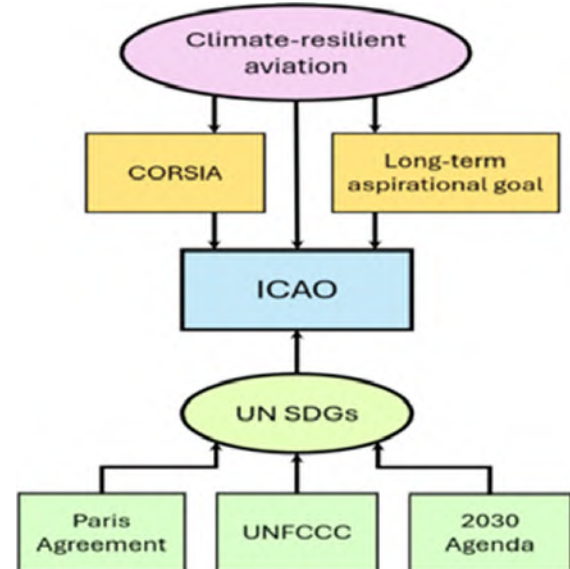 Climate-resilient
aviation
CORSIA
Long-term
aspirational goal
ICAO
UN SDGs
Paris
Agreement
UNFCCC
2030
Agenda